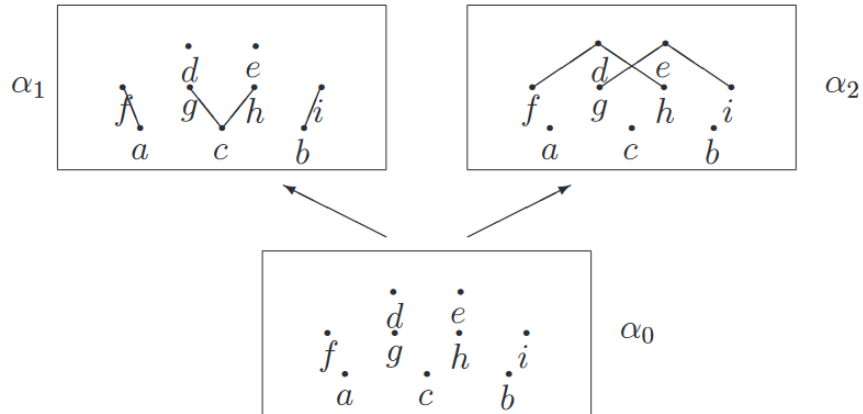 d e
α1 f g h i α2
a c b
d e
f g h i
a c b
d e
α0
f g h i
a c b